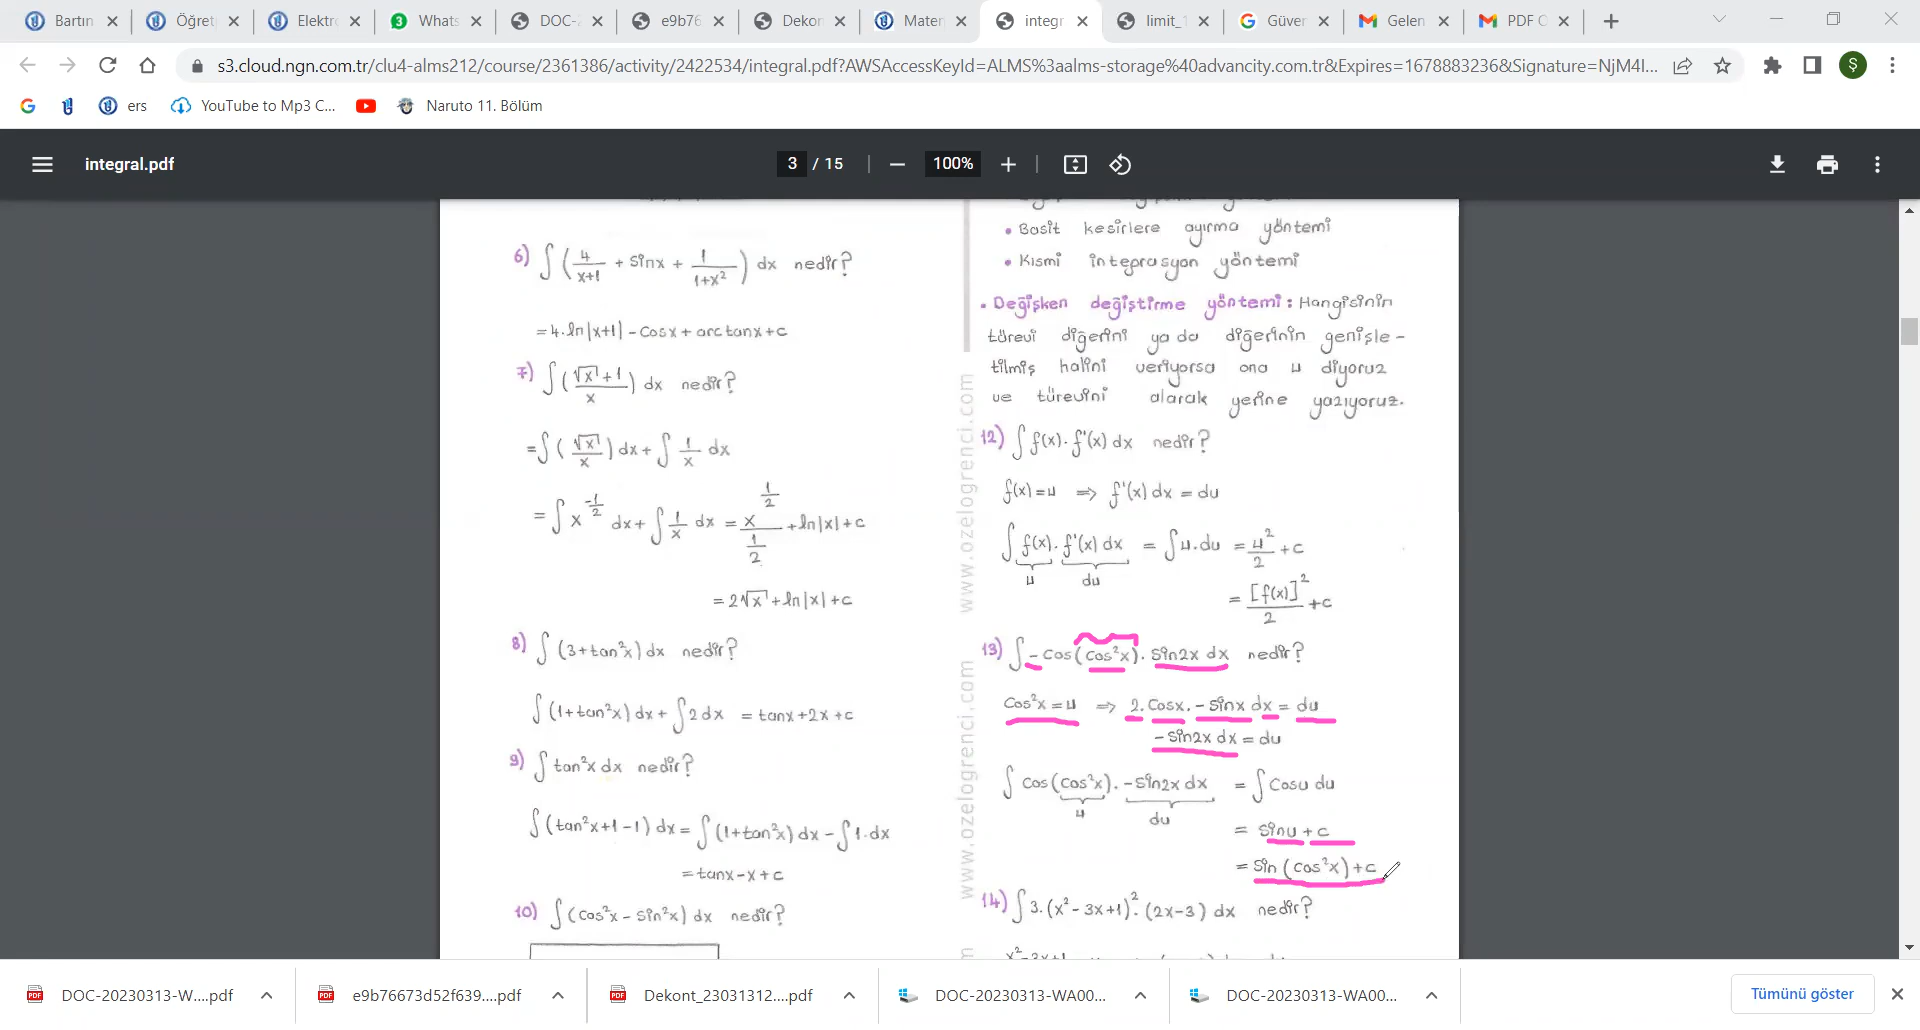 Bartın
Öğret
Elektro
Whats
DOC-2
e9b76
Dekon
Mater
integr
limit_1
Güver
Gelen
PDF O
s3.cloud.ngn.com.tr/clu4-alms212/course/2361386/activity/2422534/integral.pdf?AWSAccessKeyId=ALMS%3aalms-storage%40advancity.com.tr&Expires=1678883236&Signature=NjM4I...
Ş
ers
YouTube to Mp3 C...
Naruto 11. Bölüm
integral.pdf
3 / 15
100%
6) ∫ (4/(x+1) + sinx + 1/(1+x²)) dx nedir?
= 4.ln|x+1| - cosx + arctanx + c
7) ∫ ((√x + 1)/x) dx nedir?
= ∫ (√x/x) dx + ∫ 1/x dx
= ∫ x^(-1/2) dx + ∫ 1/x dx = x^(1/2)/(1/2) + ln|x| + c
= 2√x + ln|x| + c
8) ∫ (3+tan²x) dx nedir?
∫ (1+tan²x) dx + ∫ 2 dx = tanx + 2x + c
9) ∫ tan²x dx nedir?
∫ (tan²x+1-1) dx = ∫ (1+tan²x) dx - ∫ 1.dx
= tanx - x + c
10) ∫ (cos²x - sin²x) dx nedir?
• Basit kesirlere ayırma yöntemi
• Kısmi integrasyon yöntemi
• Değişken değiştirme yöntemi: Hangisinin
türevi diğerini ya da diğerinin genişle-
tilmiş halini veriyorsa ona u diyoruz
ve türevini alarak yerine yazıyoruz.
12) ∫ f(x).f'(x) dx nedir?
f(x) = u ⇒ f'(x) dx = du
∫ f(x).f'(x) dx = ∫ u.du = u²/2 + c
u du
= [f(x)]²/2 + c
13) ∫ -cos(cos²x).sin2x dx nedir?
cos²x = u ⇒ 2.cosx.-sinx dx = du
-sin2x dx = du
∫ cos(cos²x).-sin2x dx = ∫ cosu du
u du
= sinu + c
= sin(cos²x) + c
14) ∫ 3.(x²-3x+1)².(2x-3) dx nedir?
www.ozelogrenci.com
www.ozelogrenci.com
DOC-20230313-W....pdf
e9b76673d52f639....pdf
Dekont_23031312....pdf
DOC-20230313-WA00...
DOC-20230313-WA00...
Tümünü göster